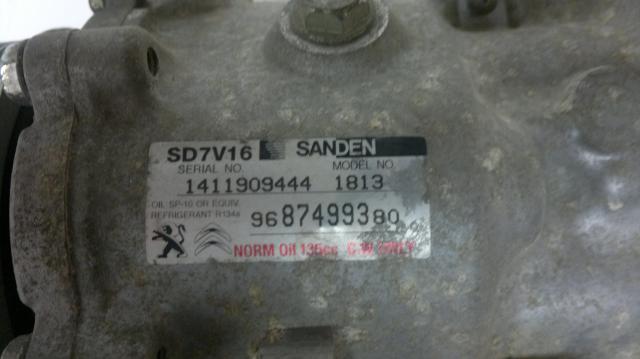 SD7V16 SANDEN
SERIAL NO. MODEL NO.
1411909444 1813
OIL SP-10 OR EQUIV.
REFRIGERANT R134a
9687499380
NORM Oil 135cc C.W. ONLY